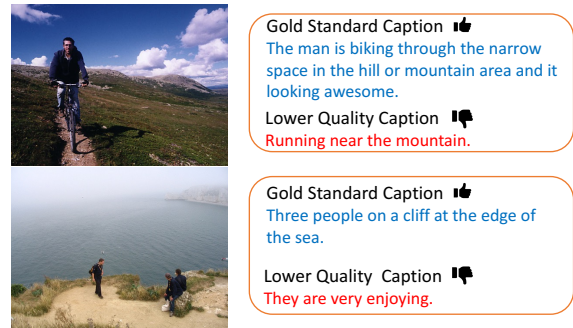 Gold Standard Caption
The man is biking through the narrow
space in the hill or mountain area and it
looking awesome.
Lower Quality Caption
Running near the mountain.
Gold Standard Caption
Three people on a cliff at the edge of
the sea.
Lower Quality Caption
They are very enjoying.